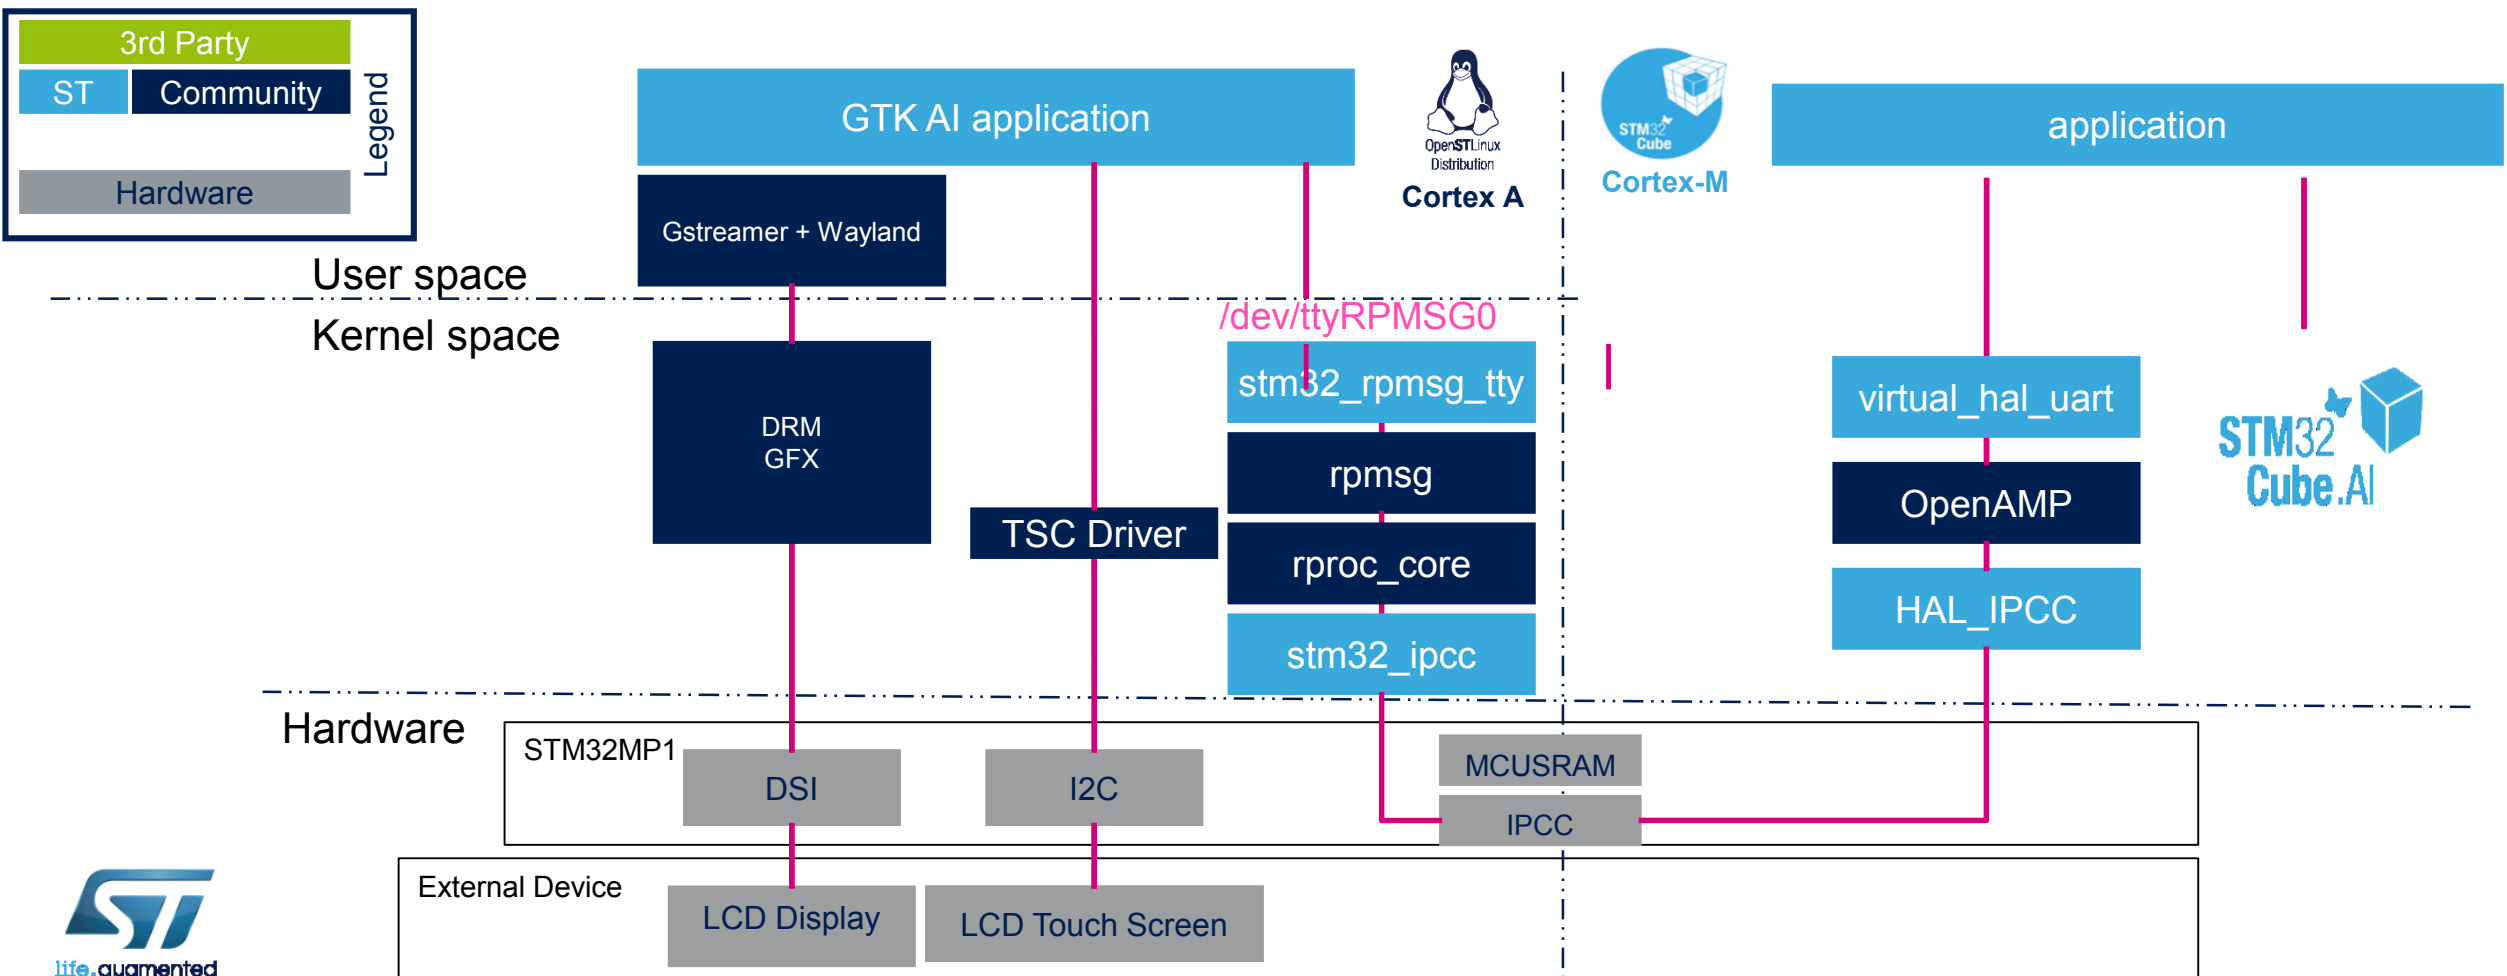 3rd Party
ST
Community
Legend
Hardware
GTK AI application
OpenSTLinux
Distribution
Cortex A
STM32
Cube
Cortex-M
application
Gstreamer + Wayland
User space
Kernel space
/dev/ttyRPMSG0
DRM
GFX
TSC Driver
stm32_rpmsg_tty
rpmsg
rproc_core
stm32_ipcc
virtual_hal_uart
OpenAMP
HAL_IPCC
STM32
Cube.AI
Hardware
STM32MP1
DSI
I2C
MCUSRAM
IPCC
External Device
LCD Display
LCD Touch Screen
ST
life.augmented